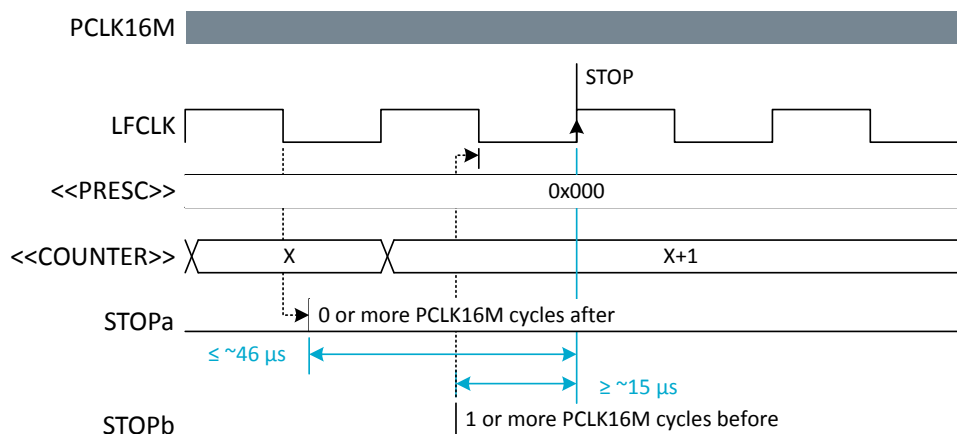 PCLK16M
STOP
LFCLK
<<PRESC>>
0x000
<<COUNTER>>
X
X+1
STOPa
0 or more PCLK16M cycles after
≤ ~46 µs
≥ ~15 µs
STOPb
1 or more PCLK16M cycles before